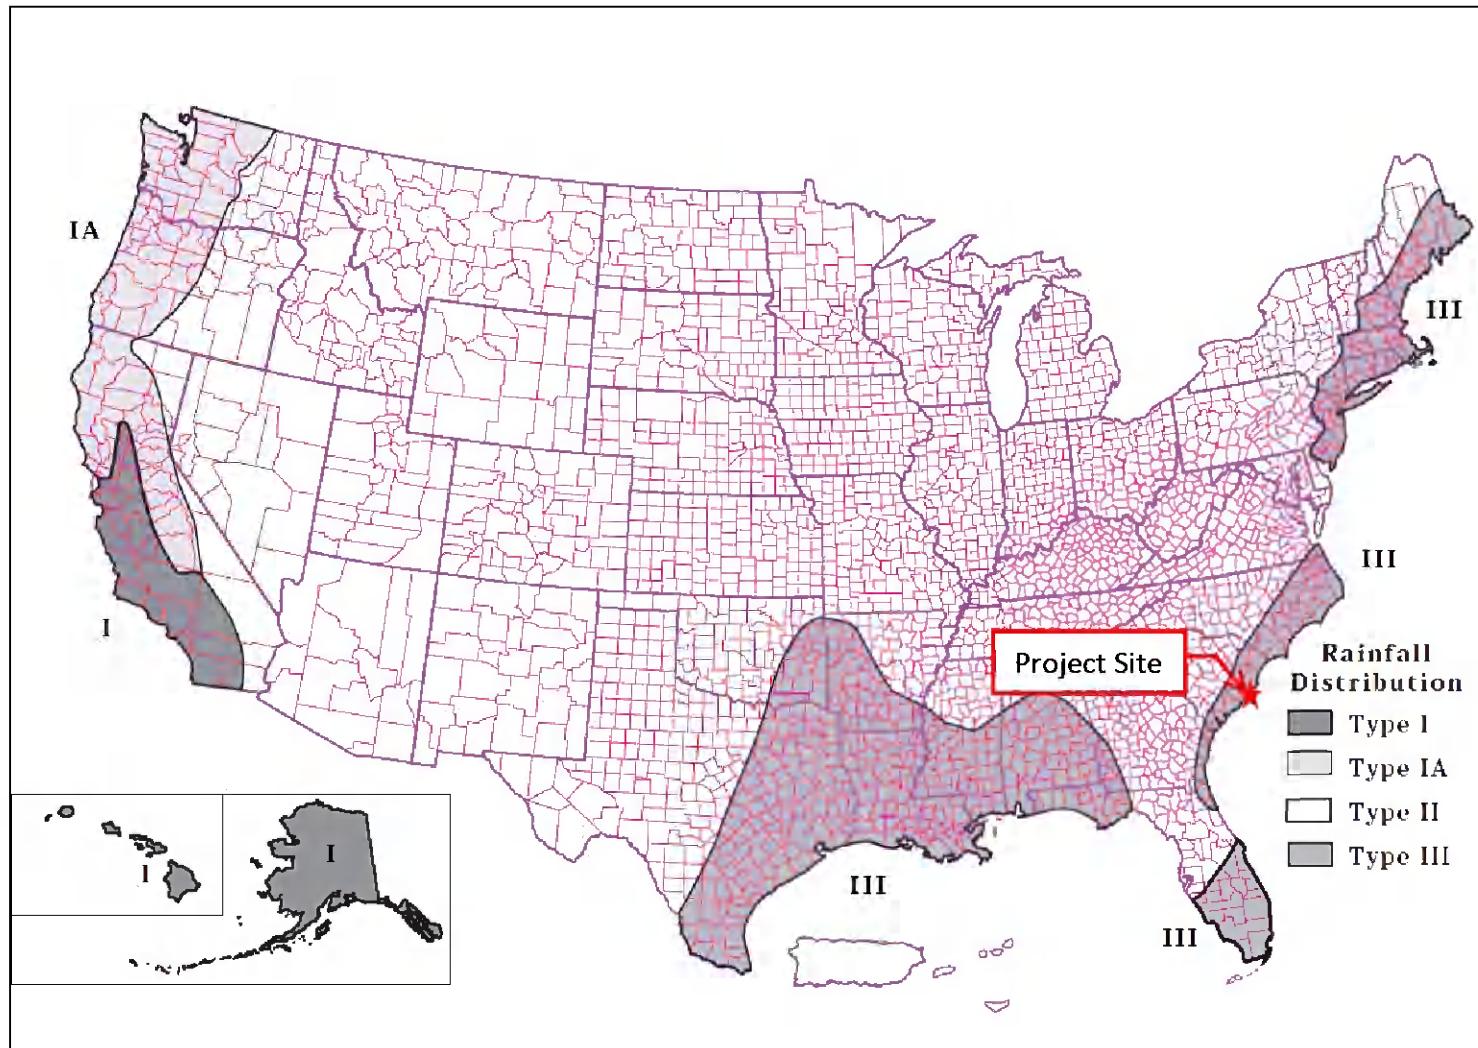 IA
III
III
I
Project Site
Rainfall
Distribution
Type I
Type IA
Type II
Type III
I
I
III
III